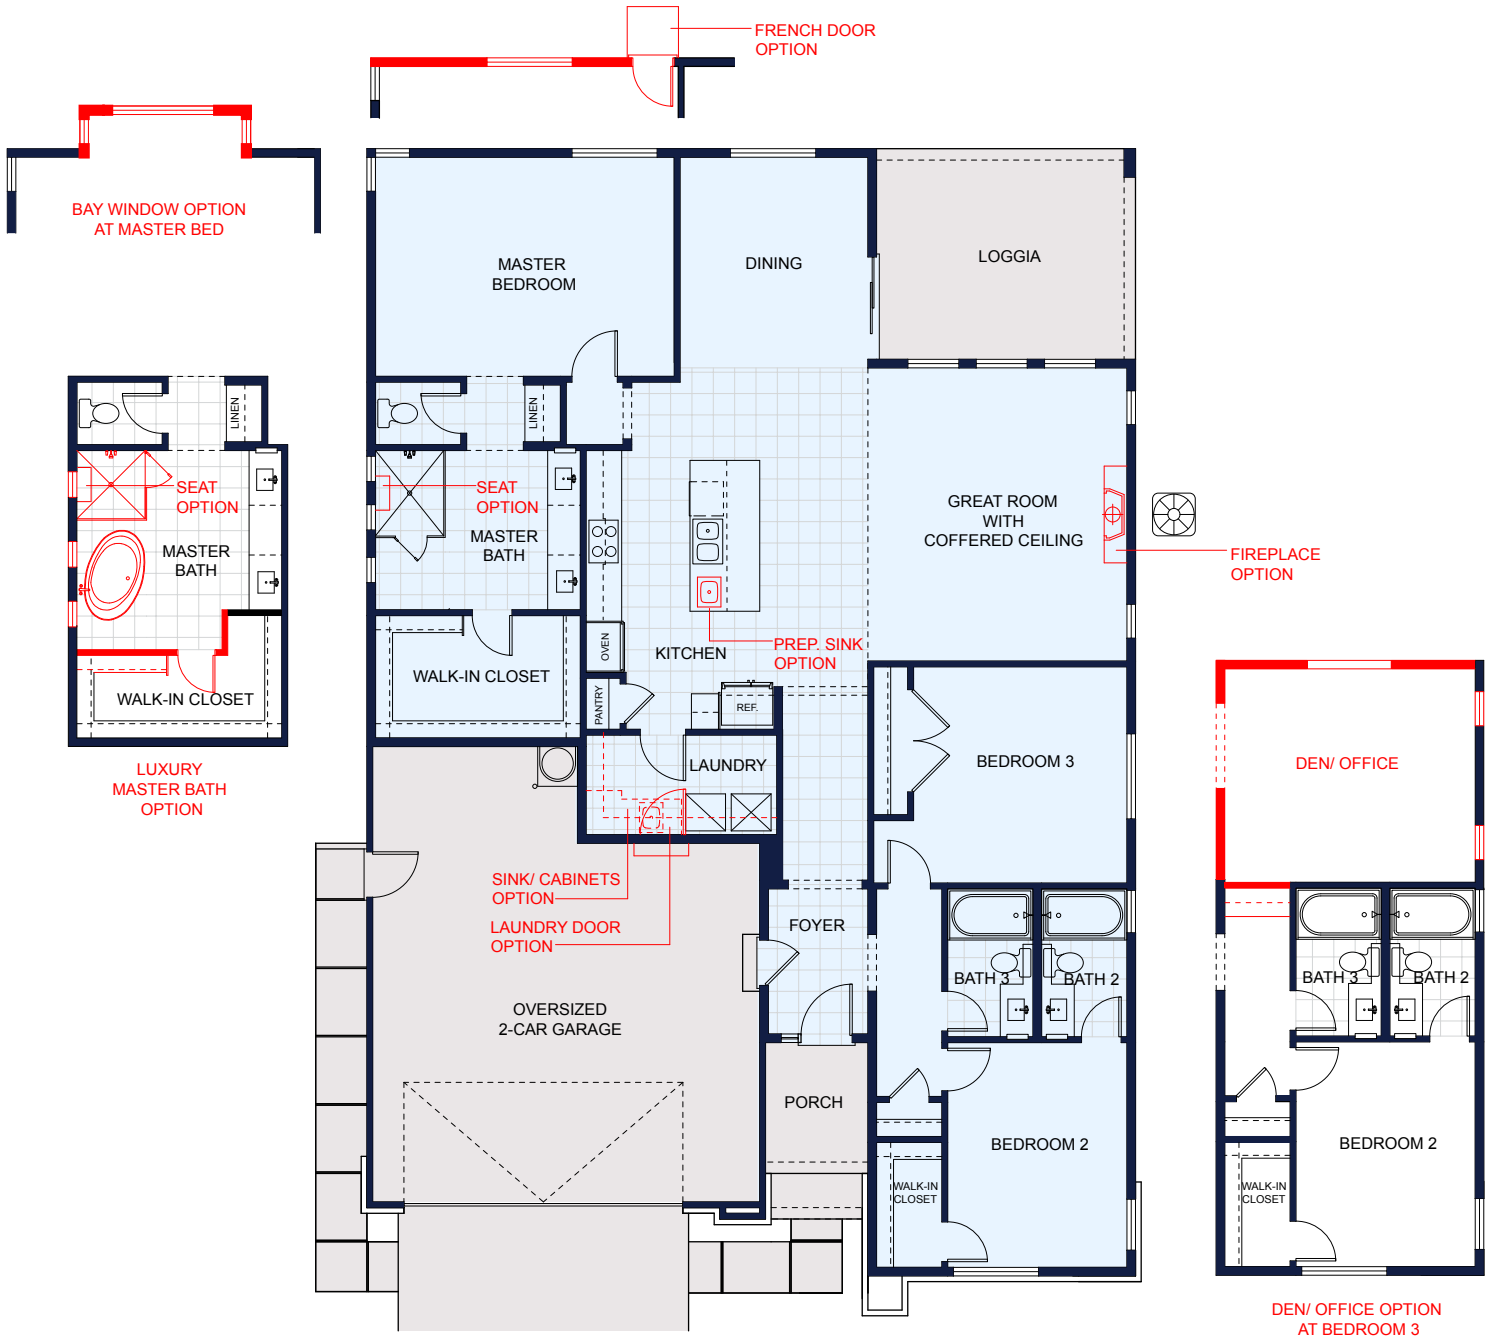 FRENCH DOOR
OPTION
BAY WINDOW OPTION
AT MASTER BED
MASTER
BEDROOM
DINING
LOGGIA
LINEN
SEAT
OPTION
MASTER
BATH
WALK-IN CLOSET
LUXURY
MASTER BATH
OPTION
LINEN
SEAT
OPTION
MASTER
BATH
WALK-IN CLOSET
OVEN
PANTRY
KITCHEN
REF.
PREP. SINK
OPTION
GREAT ROOM
WITH
COFFERED CEILING
FIREPLACE
OPTION
LAUNDRY
BEDROOM 3
DEN/ OFFICE
SINK/ CABINETS
OPTION
LAUNDRY DOOR
OPTION
FOYER
BATH 3
BATH 2
BATH 3
BATH 2
OVERSIZED
2-CAR GARAGE
PORCH
BEDROOM 2
WALK-IN
CLOSET
BEDROOM 2
WALK-IN
CLOSET
DEN/ OFFICE OPTION
AT BEDROOM 3